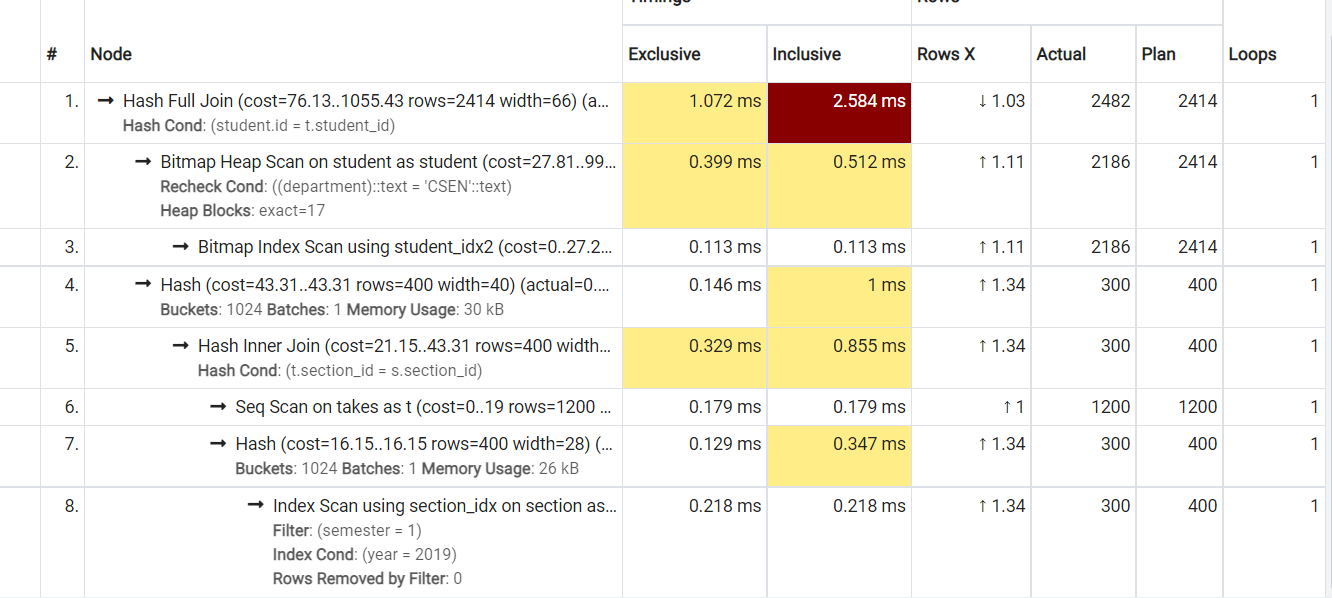 Timings Rows
# Node Exclusive Inclusive Rows X Actual Plan Loops
1. → Hash Full Join (cost=76.13..1055.43 rows=2414 width=66) (a... 1.072 ms 2.584 ms ↓ 1.03 2482 2414 1
Hash Cond: (student.id = t.student_id)
2. → Bitmap Heap Scan on student as student (cost=27.81..99... 0.399 ms 0.512 ms ↑ 1.11 2186 2414 1
Recheck Cond: ((department)::text = 'CSEN'::text)
Heap Blocks: exact=17
3. → Bitmap Index Scan using student_idx2 (cost=0..27.2... 0.113 ms 0.113 ms ↑ 1.11 2186 2414 1
4. → Hash (cost=43.31..43.31 rows=400 width=40) (actual=0.... 0.146 ms 1 ms ↑ 1.34 300 400 1
Buckets: 1024 Batches: 1 Memory Usage: 30 kB
5. → Hash Inner Join (cost=21.15..43.31 rows=400 width... 0.329 ms 0.855 ms ↑ 1.34 300 400 1
Hash Cond: (t.section_id = s.section_id)
6. → Seq Scan on takes as t (cost=0..19 rows=1200 ... 0.179 ms 0.179 ms ↑ 1 1200 1200 1
7. → Hash (cost=16.15..16.15 rows=400 width=28) (... 0.129 ms 0.347 ms ↑ 1.34 300 400 1
Buckets: 1024 Batches: 1 Memory Usage: 26 kB
8. → Index Scan using section_idx on section as... 0.218 ms 0.218 ms ↑ 1.34 300 400 1
Filter: (semester = 1)
Index Cond: (year = 2019)
Rows Removed by Filter: 0